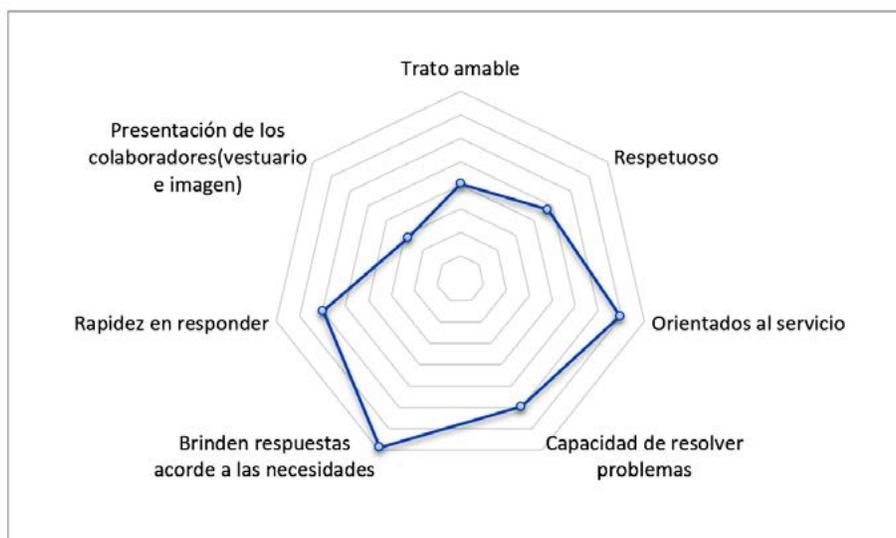 Trato amable
Presentación de los
colaboradores(vestuario
e imagen)
Respetuoso
Rapidez en responder
Orientados al servicio
Brinden respuestas
acorde a las necesidades
Capacidad de resolver
problemas